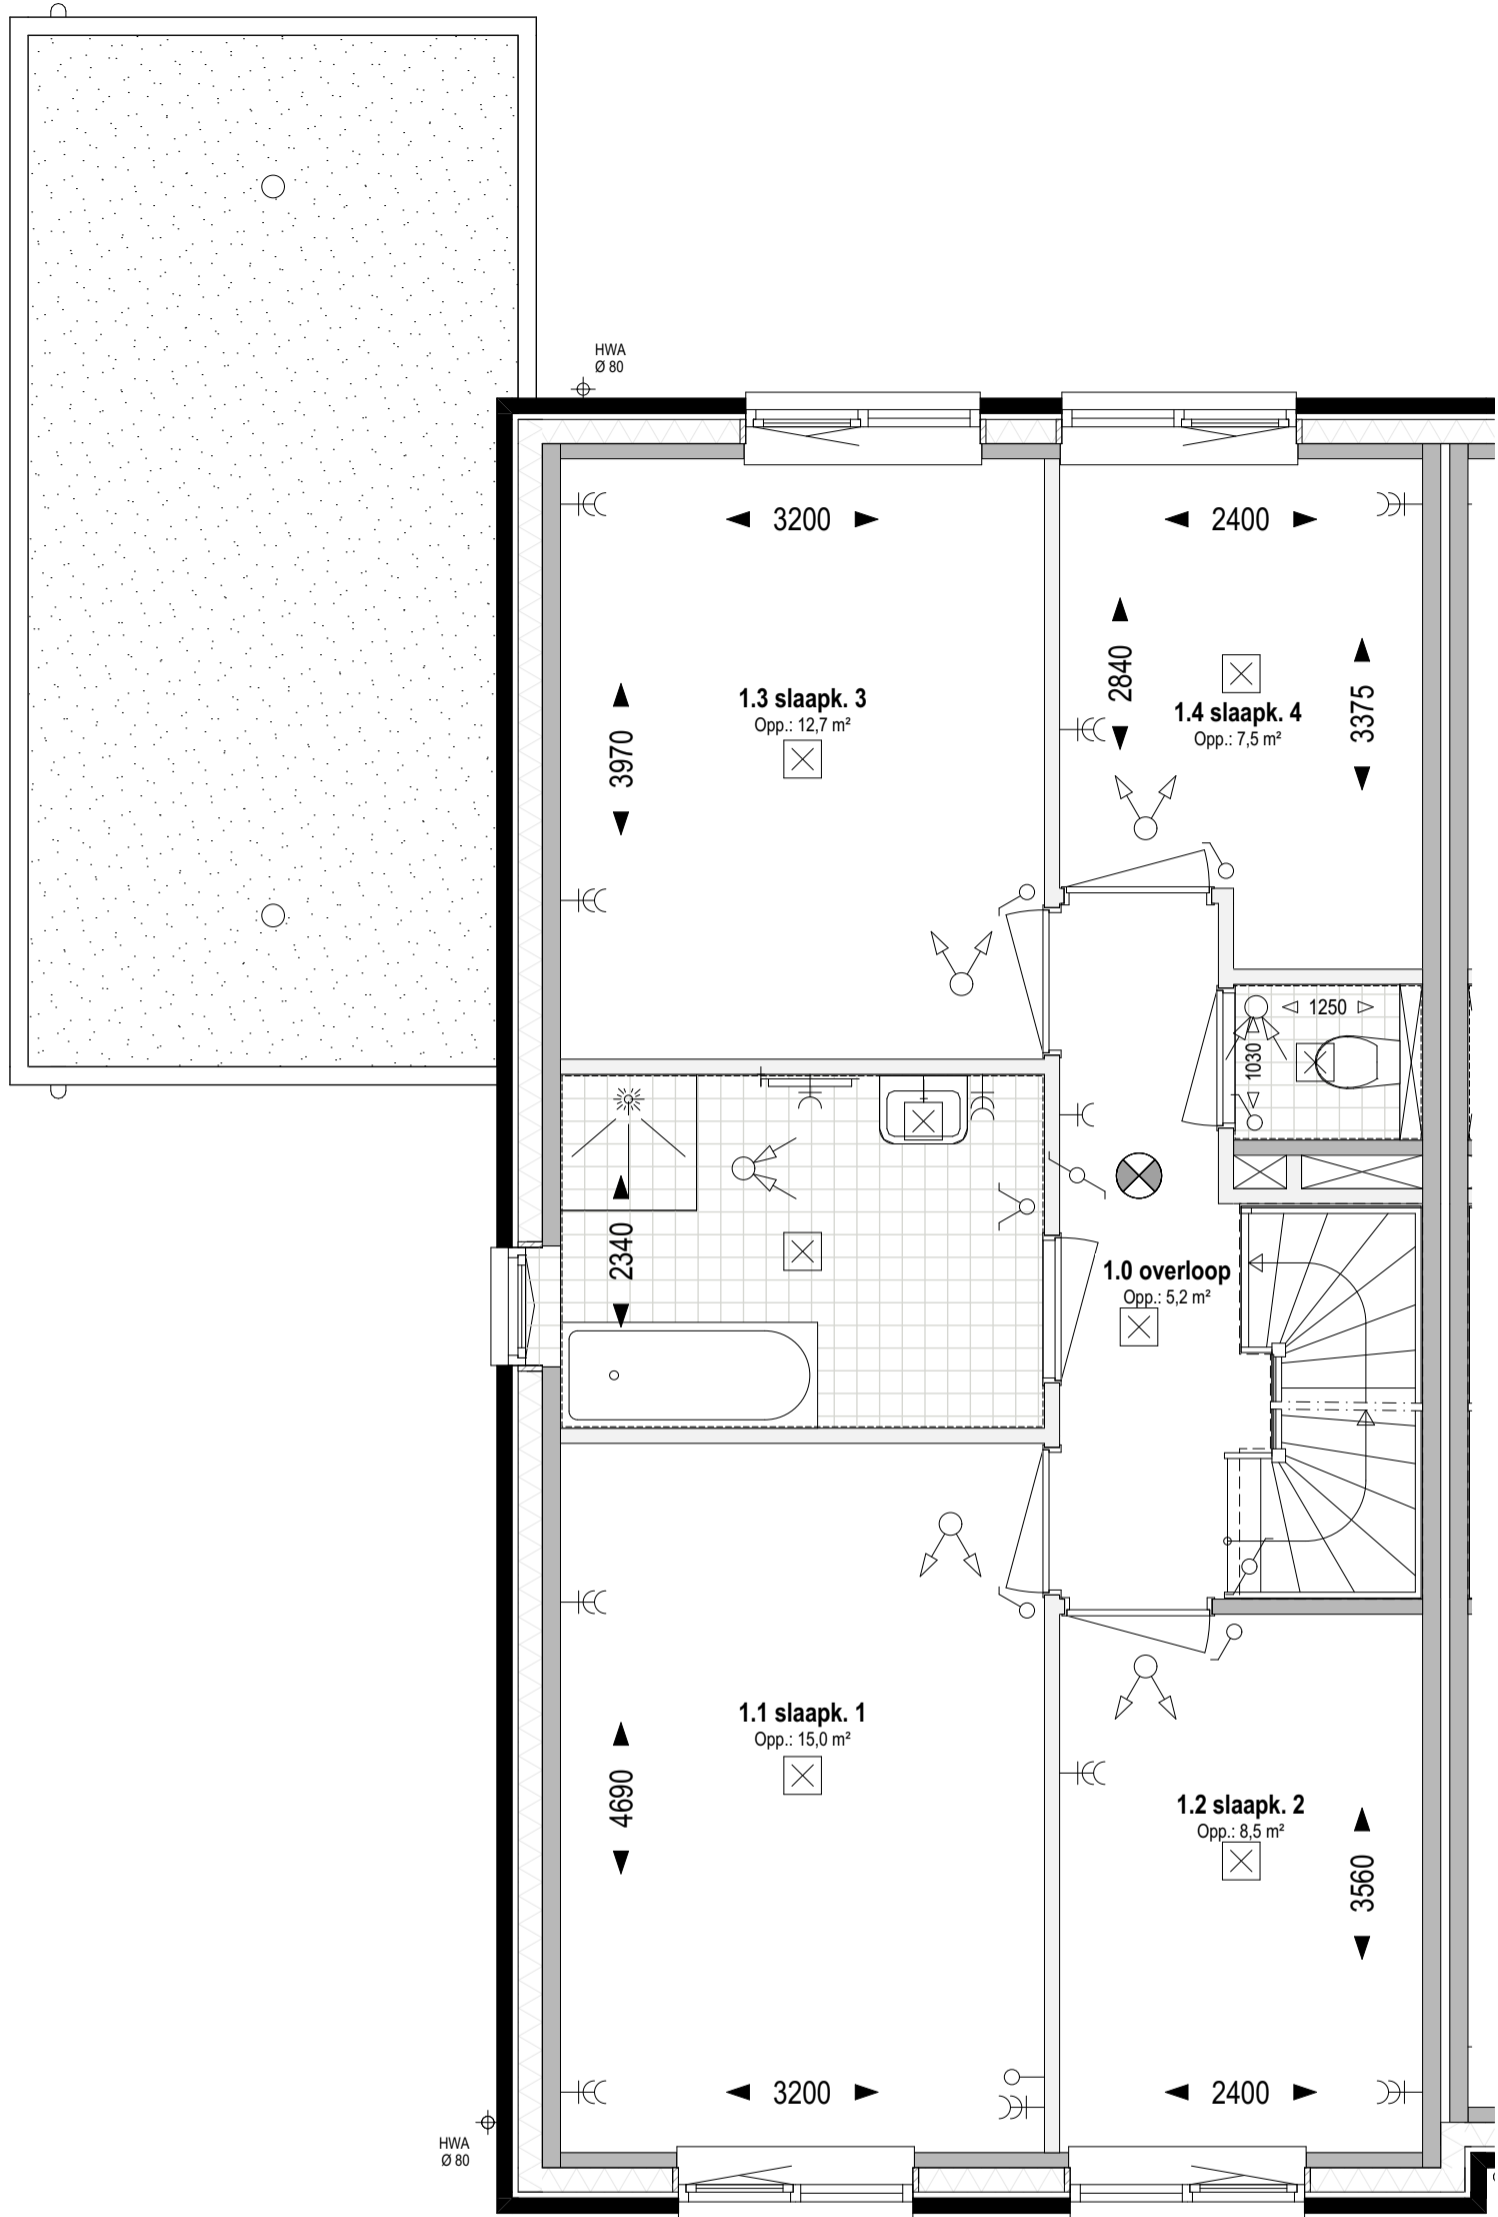 HWA
Ø 80
3200
2400
2840
3375
3970
1.3 slaapk. 3
Opp.: 12,7 m²
1.4 slaapk. 4
Opp.: 7,5 m²
1250
1030
2340
1.0 overloop
Opp.: 5,2 m²
1.1 slaapk. 1
Opp.: 15,0 m²
4690
1.2 slaapk. 2
Opp.: 8,5 m²
3560
3200
2400
HWA
Ø 80